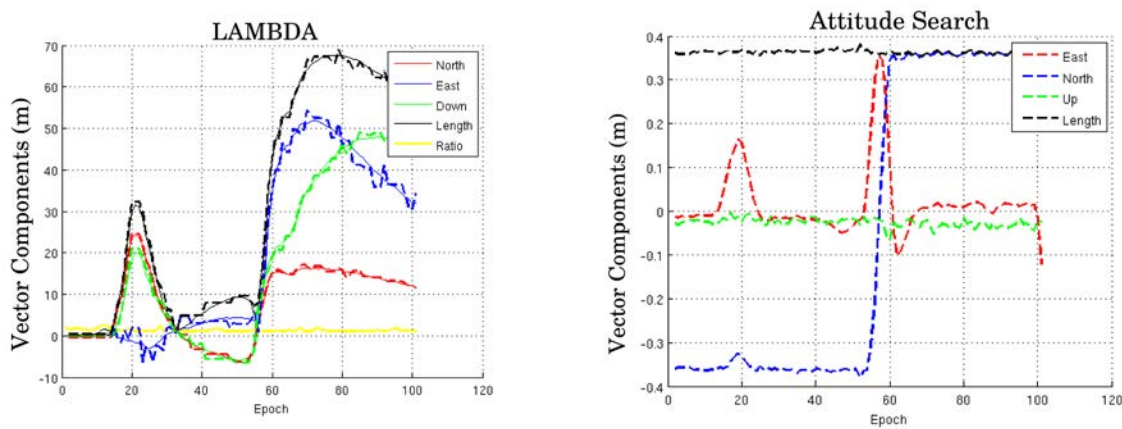 LAMBDA
Vector Components (m)
70
60
50
40
30
20
10
0
-10
0
20
40
60
80
100
120
Epoch
North
East
Down
Length
Ratio
Attitude Search
Vector Components (m)
0.4
0.3
0.2
0.1
0
-0.1
-0.2
-0.3
-0.4
0
20
40
60
80
100
120
Epoch
East
North
Up
Length